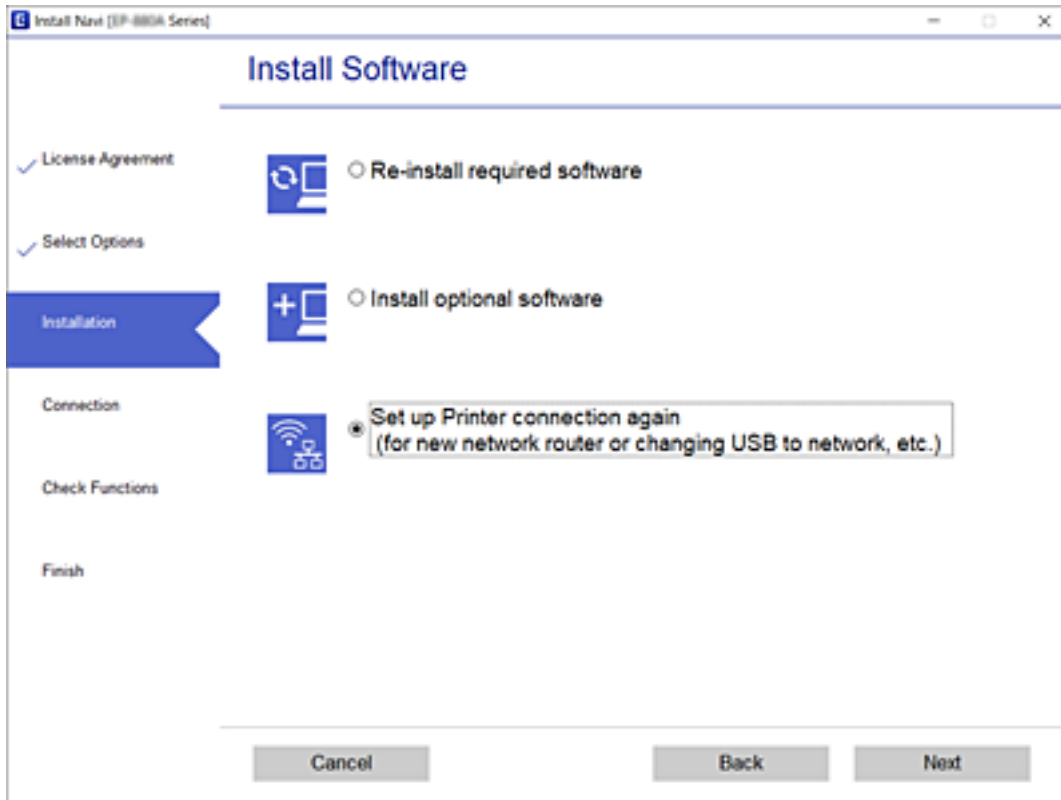 Install Navi [EP-880A Series]
Install Software
License Agreement
Select Options
Installation
Connection
Check Functions
Finish
Re-install required software
Install optional software
Set up Printer connection again
(for new network router or changing USB to network, etc.)
Cancel
Back
Next